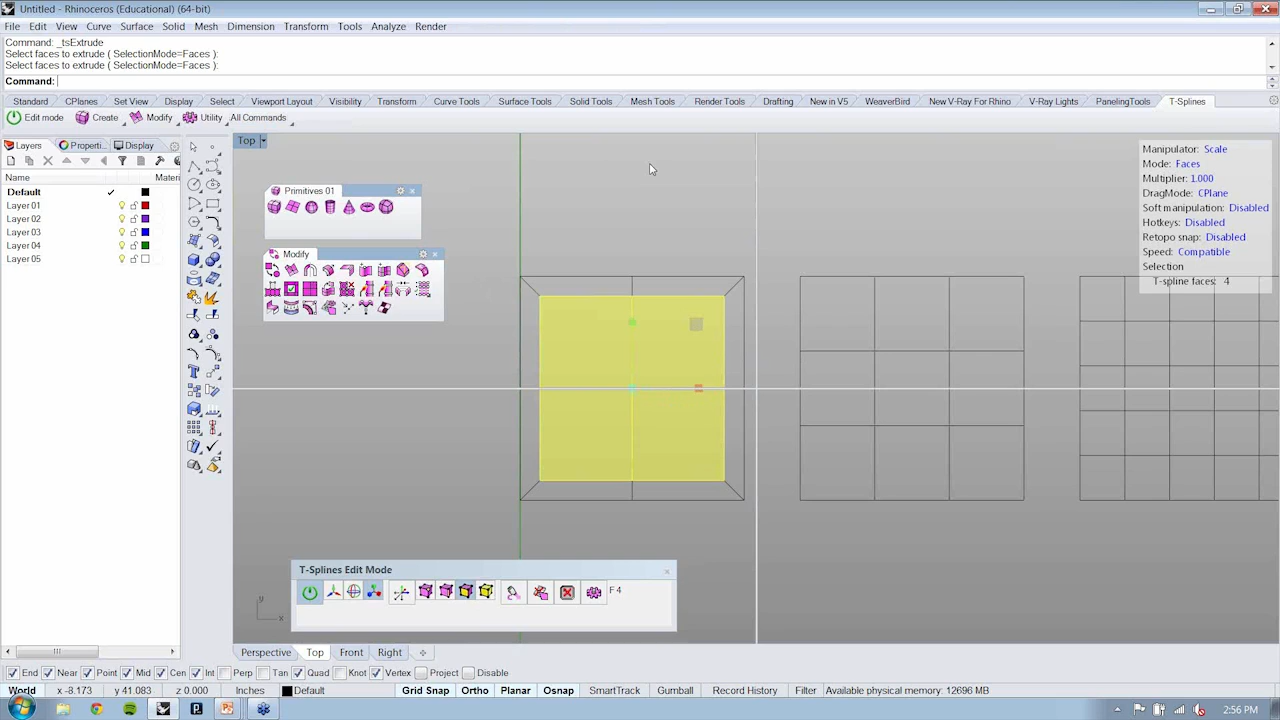 Untitled - Rhinoceros (Educational) (64-bit)
File Edit View Curve Surface Solid Mesh Dimension Transform Tools Analyze Render
Command: _tsExtrude
Select faces to extrude ( SelectionMode=Faces ):
Select faces to extrude ( SelectionMode=Faces ):
Command:
Standard CPlanes Set View Display Select Viewport Layout Visibility Transform Curve Tools Surface Tools Solid Tools Mesh Tools Render Tools Drafting New in V5 WeaverBird New V-Ray For Rhino V-Ray Lights PanelingTools T-Splines
Edit mode Create Modify Utility All Commands
Layers Properti... Display
Name Materi
Default
Layer 01
Layer 02
Layer 03
Layer 04
Layer 05
Top
Primitives 01
Modify
Manipulator: Scale
Mode: Faces
Multiplier: 1.000
DragMode: CPlane
Soft manipulation: Disabled
Hotkeys: Disabled
Retopo snap: Disabled
Speed: Compatible
Selection
T-spline faces: 4
T-Splines Edit Mode
F 4
y
x
Perspective Top Front Right
End Near Point Mid Cen Int Perp Tan Quad Knot Vertex Project Disable
World x -8.173 y 41.083 z 0.000 Inches Default Grid Snap Ortho Planar Osnap SmartTrack Gumball Record History Filter Available physical memory: 12696 MB
2:56 PM